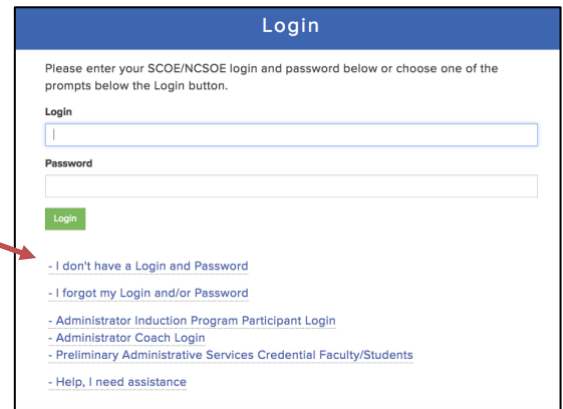 Login
Please enter your SCOE/NCSOE login and password below or choose one of the
prompts below the Login button.
Login
Password
Login
- I don't have a Login and Password
- I forgot my Login and/or Password
- Administrator Induction Program Participant Login
- Administrator Coach Login
- Preliminary Administrative Services Credential Faculty/Students
- Help, I need assistance